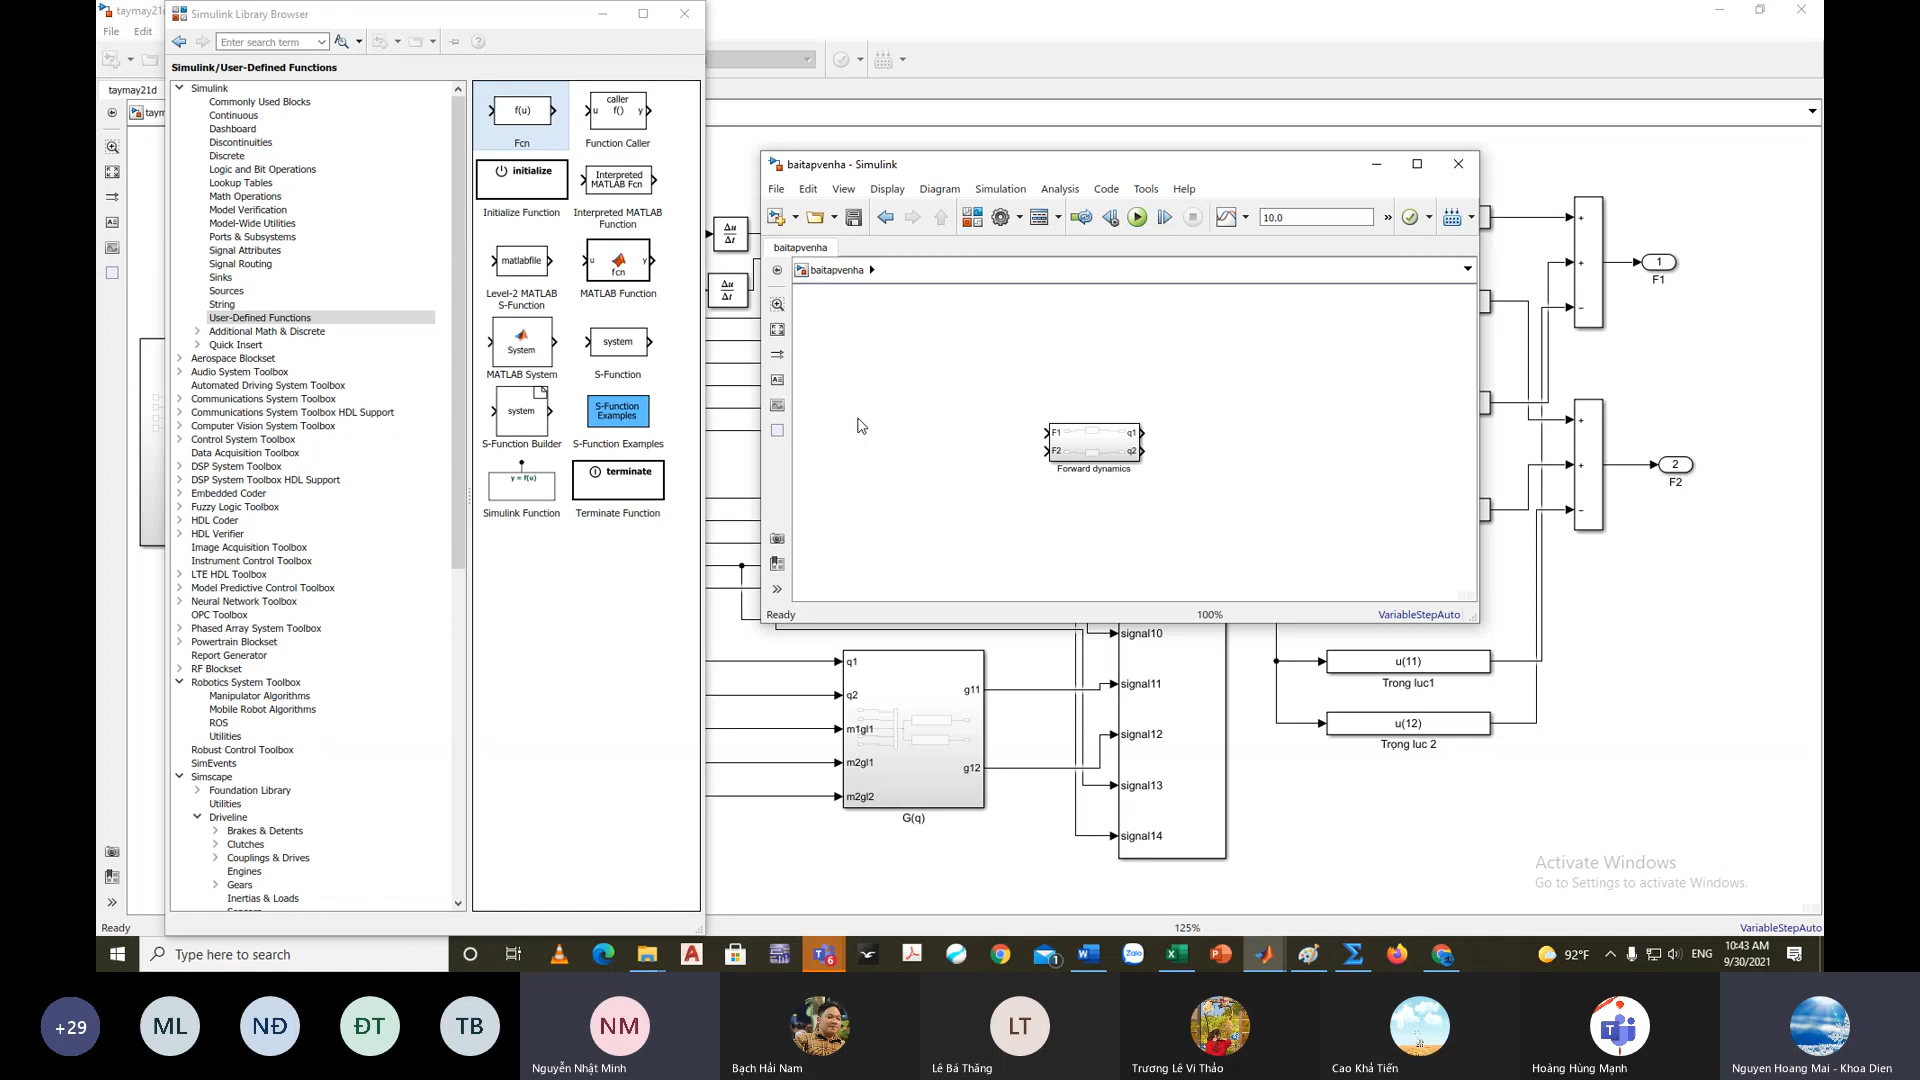 taymay21d
Simulink Library Browser
File
Edit
Enter search term
Simulink/User-Defined Functions
taymay21d
taym
Simulink
Commonly Used Blocks
Continuous
Dashboard
Discontinuities
Discrete
Logic and Bit Operations
Lookup Tables
Math Operations
Model Verification
Model-Wide Utilities
Ports & Subsystems
Signal Attributes
Signal Routing
Sinks
Sources
String
User-Defined Functions
Additional Math & Discrete
Quick Insert
Aerospace Blockset
Audio System Toolbox
Automated Driving System Toolbox
Communications System Toolbox
Communications System Toolbox HDL Support
Computer Vision System Toolbox
Control System Toolbox
Data Acquisition Toolbox
DSP System Toolbox
DSP System Toolbox HDL Support
Embedded Coder
Fuzzy Logic Toolbox
HDL Coder
HDL Verifier
Image Acquisition Toolbox
Instrument Control Toolbox
LTE HDL Toolbox
Model Predictive Control Toolbox
Neural Network Toolbox
OPC Toolbox
Phased Array System Toolbox
Powertrain Blockset
Report Generator
RF Blockset
Robotics System Toolbox
Manipulator Algorithms
Mobile Robot Algorithms
ROS
Utilities
Robust Control Toolbox
SimEvents
Simscape
Foundation Library
Utilities
Driveline
Brakes & Detents
Clutches
Couplings & Drives
Engines
Gears
Inertias & Loads
f(u)
Fcn
caller
u f() y
Function Caller
initialize
Initialize Function
Interpreted
MATLAB Fcn
Interpreted MATLAB
Function
matlabfile
Level-2 MATLAB
S-Function
u fcn y
MATLAB Function
System
MATLAB System
system
S-Function
system
S-Function Builder
S-Function
Examples
S-Function Examples
y = f(u)
Simulink Function
terminate
Terminate Function
baitapvenha - Simulink
File Edit View Display Diagram Simulation Analysis Code Tools Help
10.0
baitapvenha
baitapvenha
F1 q1
F2 q2
Forward dynamics
Ready
100%
VariableStepAuto
Δu
Δt
Δu
Δt
+
+
−
1
F1
+
+
−
2
F2
q1
q2
m1gl1
m2gl1
m2gl2
g11
g12
G(q)
signal10
signal11
signal12
signal13
signal14
u(11)
Trong luc1
u(12)
Trọng luc 2
Activate Windows
Go to Settings to activate Windows.
Ready
125%
VariableStepAuto
Type here to search
6
1
Zalo
92°F
ENG
10:43 AM
9/30/2021
+29
ML
NĐ
ĐT
TB
NM
Nguyễn Nhật Minh
Bạch Hải Nam
LT
Lê Bá Thăng
Trương Lê Vi Thảo
Cao Khả Tiến
Hoàng Hùng Mạnh
Nguyen Hoang Mai - Khoa Dien